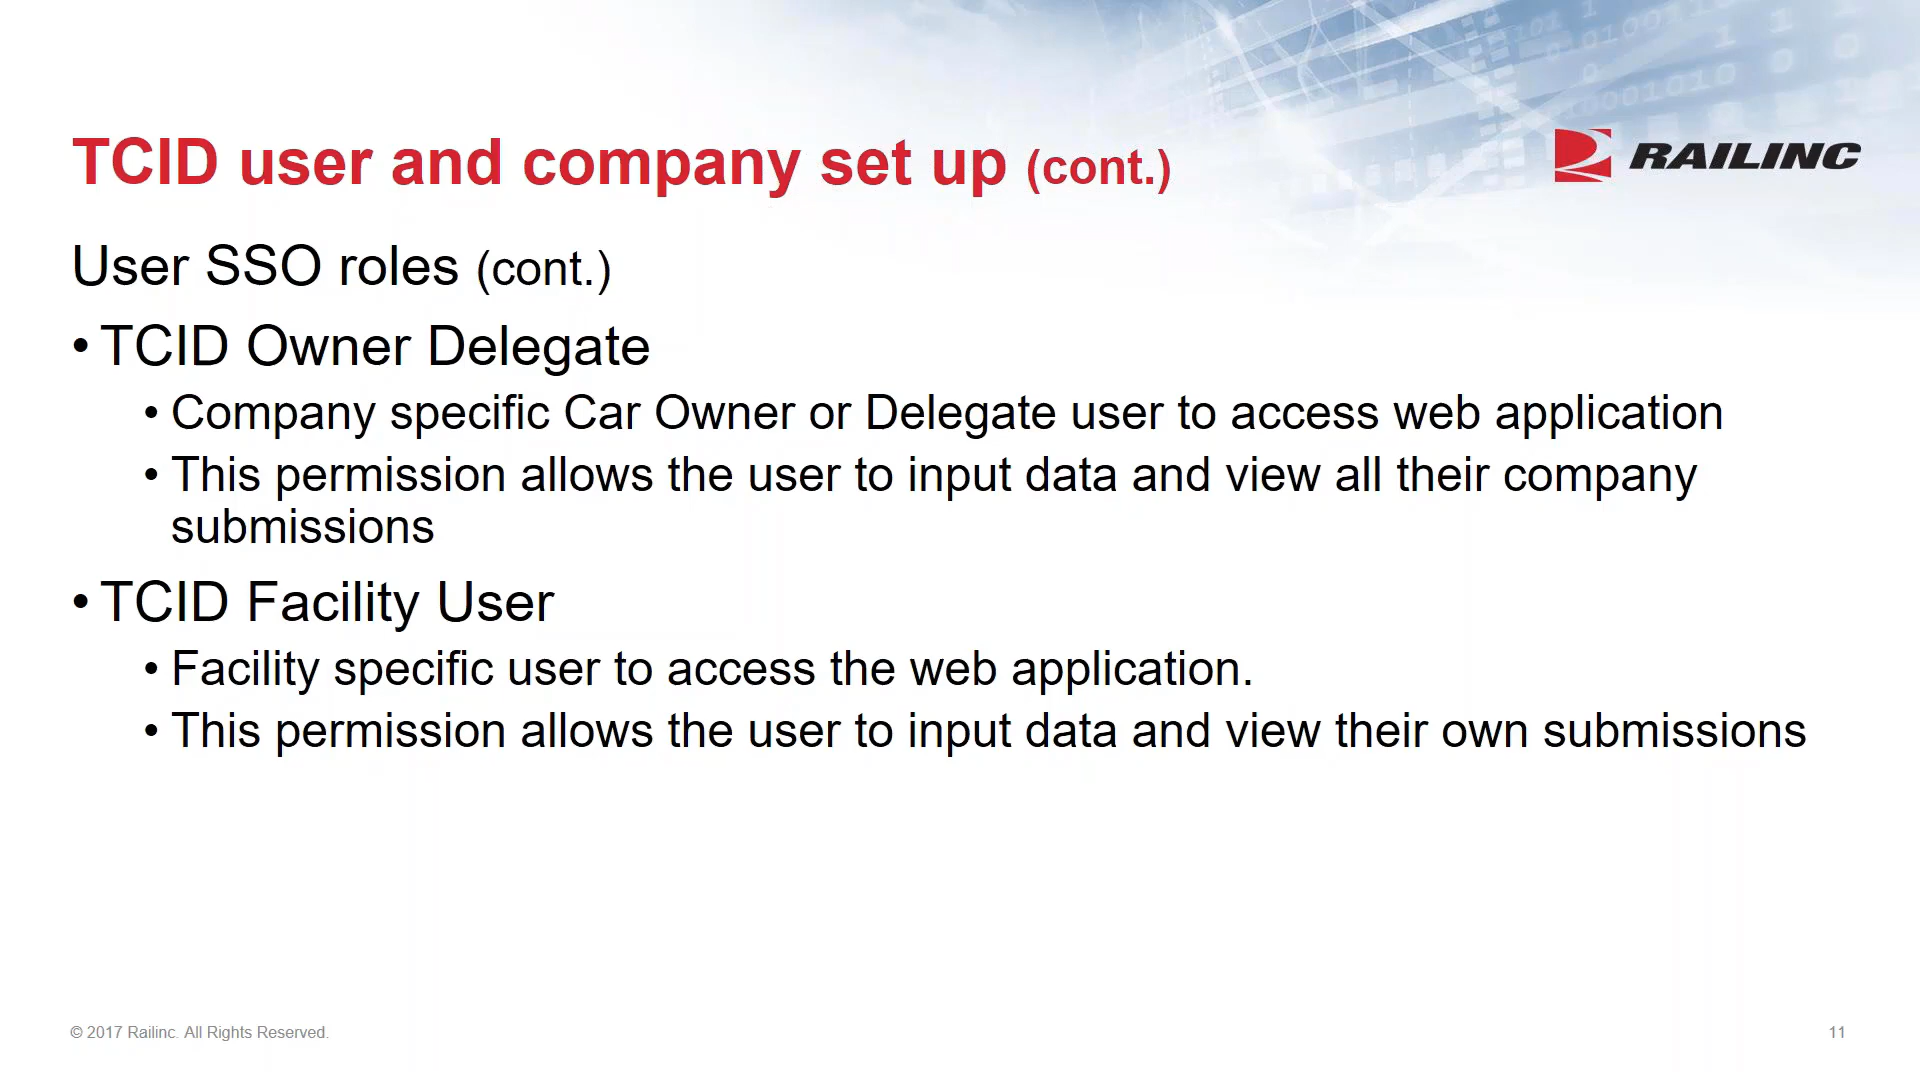 TCID user and company set up (cont.)
RAILINC
User SSO roles (cont.)
• TCID Owner Delegate
• Company specific Car Owner or Delegate user to access web application
• This permission allows the user to input data and view all their company
submissions
• TCID Facility User
• Facility specific user to access the web application.
• This permission allows the user to input data and view their own submissions
© 2017 Railinc. All Rights Reserved.
11